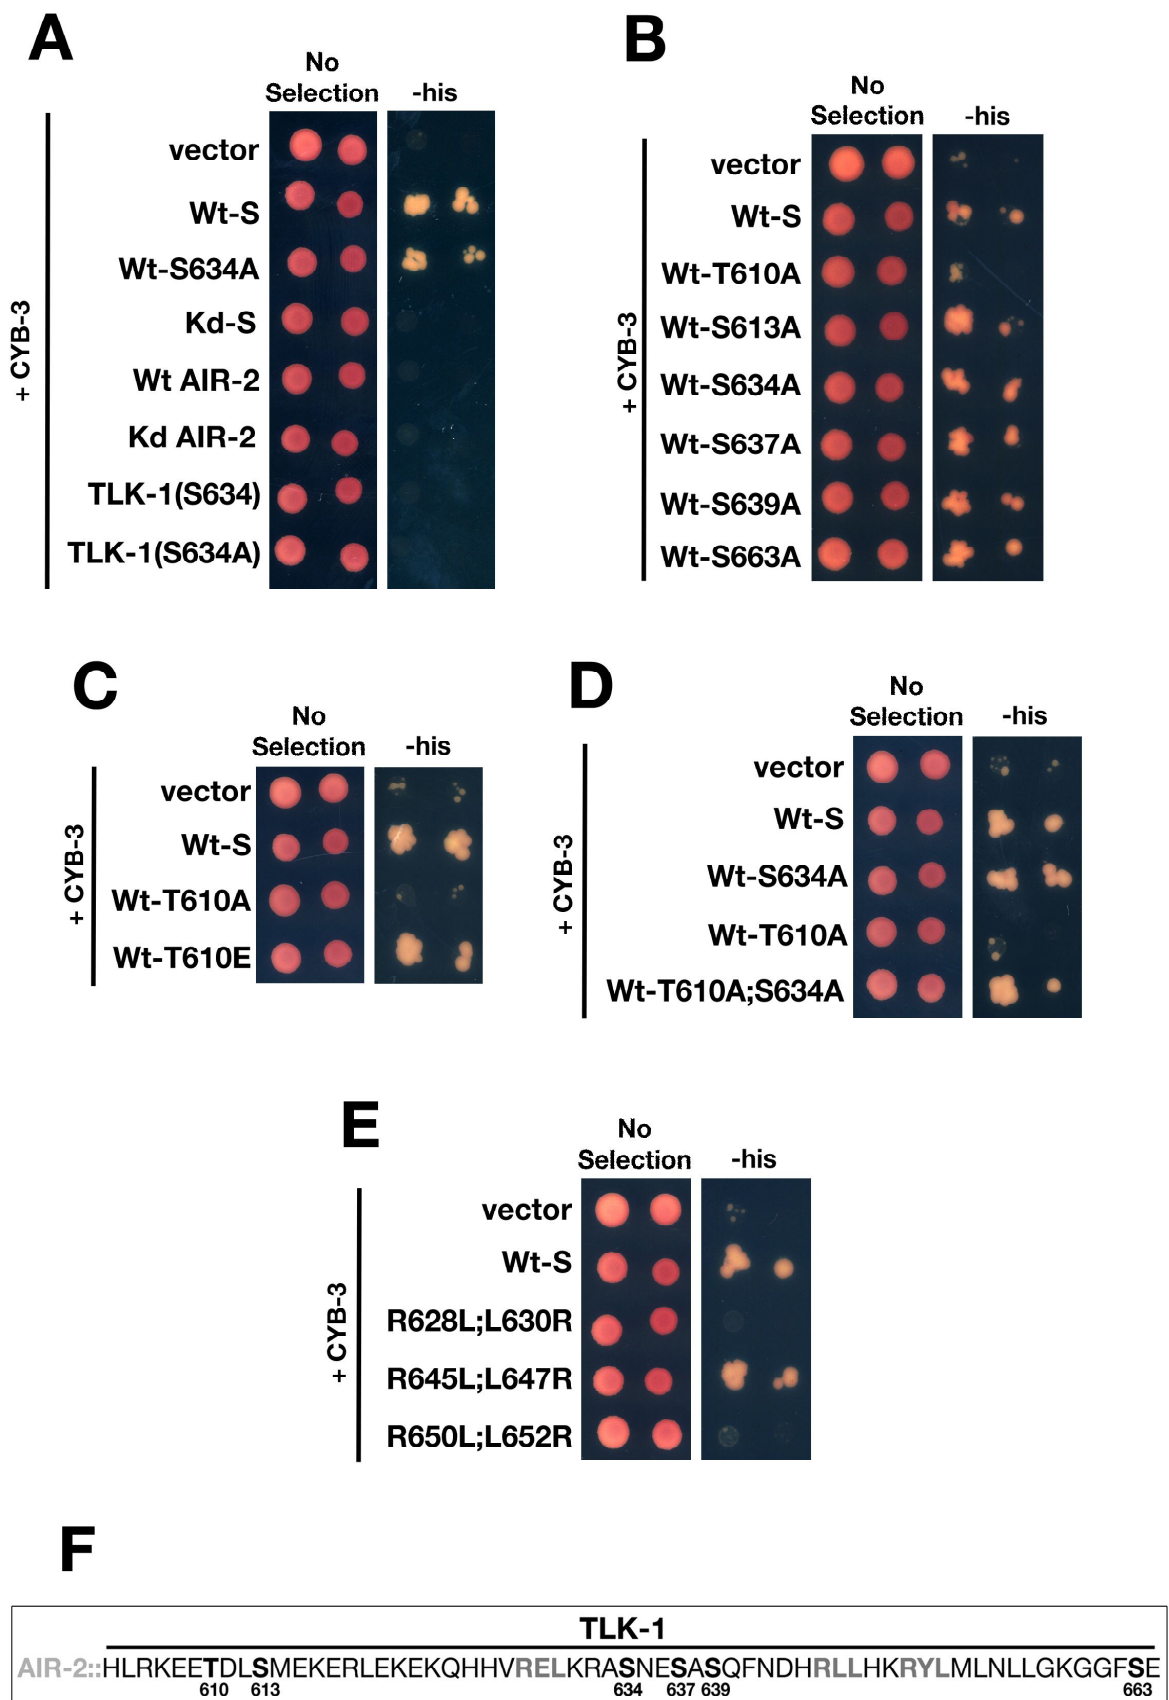 A
No
Selection
-his
+ CYB-3
vector
Wt-S
Wt-S634A
Kd-S
Wt AIR-2
Kd AIR-2
TLK-1(S634)
TLK-1(S634A)
B
No
Selection
-his
+ CYB-3
vector
Wt-S
Wt-T610A
Wt-S613A
Wt-S634A
Wt-S637A
Wt-S639A
Wt-S663A
C
No
Selection
-his
+ CYB-3
vector
Wt-S
Wt-T610A
Wt-T610E
D
No
Selection
-his
+ CYB-3
vector
Wt-S
Wt-S634A
Wt-T610A
Wt-T610A;S634A
E
No
Selection
-his
+ CYB-3
vector
Wt-S
R628L;L630R
R645L;L647R
R650L;L652R
F
TLK-1
AIR-2::HLRKEETDLSMEKERLEKEKQHHVRELKRASNESASQFNDHRLLHKRYLMLNLLGKGGFSE
610 613 634 637 639 663